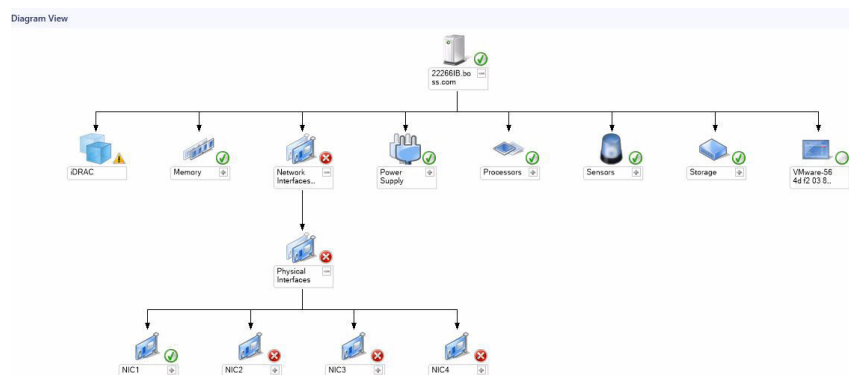 Diagram View
22266IB.bo
ss.com
iDRAC
Memory
Network
Interfaces...
Power
Supply
Processors
Sensors
Storage
VMware-56
4d f2 03 8...
Physical
Interfaces
NIC1
NIC2
NIC3
NIC4